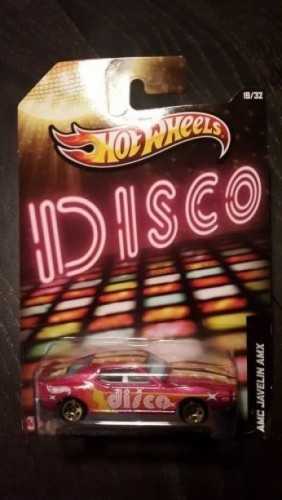 19/32
HOT WHEELS
DISCO
AMC JAVELIN AMX
disco